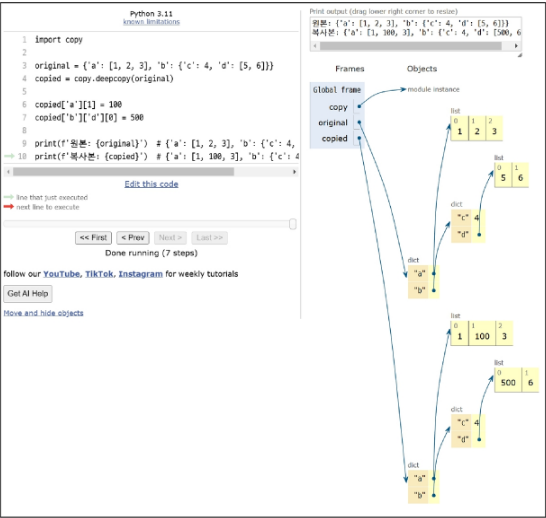 Python 3.11
known limitations
1 import copy
2
3 original = {'a': [1, 2, 3], 'b': {'c': 4, 'd': [5, 6]}}
4 copied = copy.deepcopy(original)
5
6 copied['a'][1] = 100
7 copied['b']['d'][0] = 500
8
9 print(f'원본: {original}') # {'a': [1, 2, 3], 'b': {'c': 4,
10 print(f'복사본: {copied}') # {'a': [1, 100, 3], 'b': {'c': 4
Edit this code
line that just executed
next line to execute
<< First < Prev Next > Last >>
Done running (7 steps)
follow our YouTube, TikTok, Instagram for weekly tutorials
Get AI Help
Move and hide objects
Print output (drag lower right corner to resize)
원본: {'a': [1, 2, 3], 'b': {'c': 4, 'd': [5, 6]}}
복사본: {'a': [1, 100, 3], 'b': {'c': 4, 'd': [500, 6
Frames Objects
Global frame
copy
original
copied
module instance
list
0 1 2
1 2 3
list
0 1
5 6
dict
"c" 4
"d"
dict
"a"
"b"
list
0 1 2
1 100 3
list
0 1
500 6
dict
"c" 4
"d"
dict
"a"
"b"